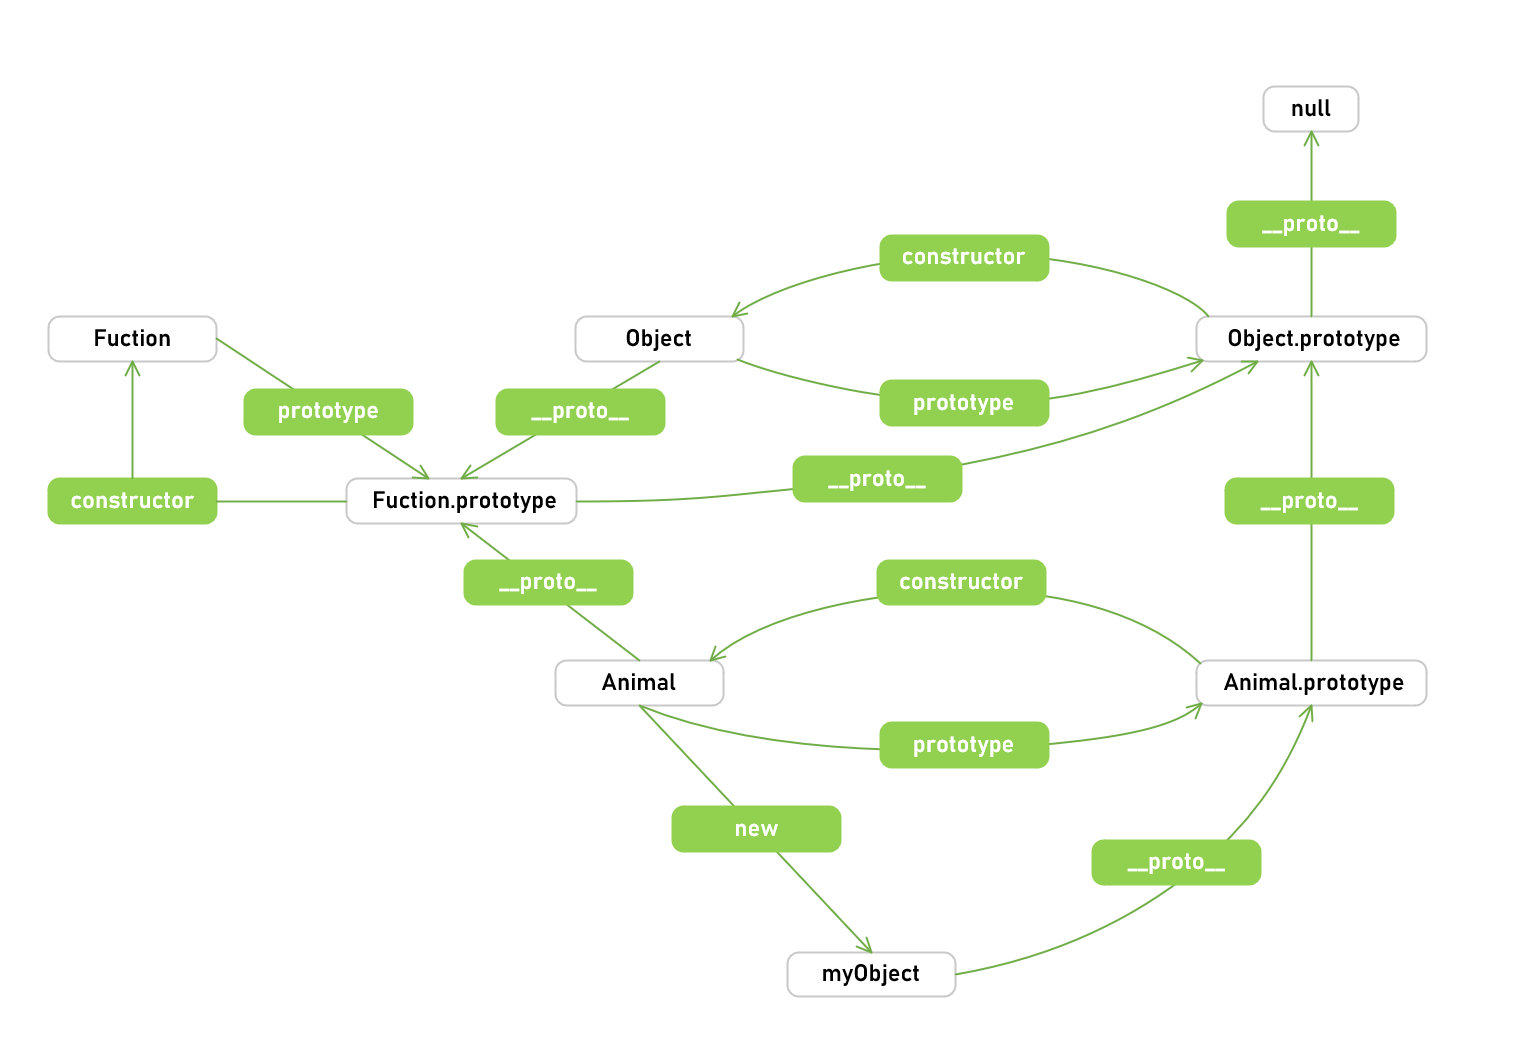 null
__proto__
constructor
Fuction
Object
Object.prototype
prototype
__proto__
prototype
__proto__
constructor
Fuction.prototype
__proto__
__proto__
constructor
Animal
Animal.prototype
prototype
new
__proto__
myObject